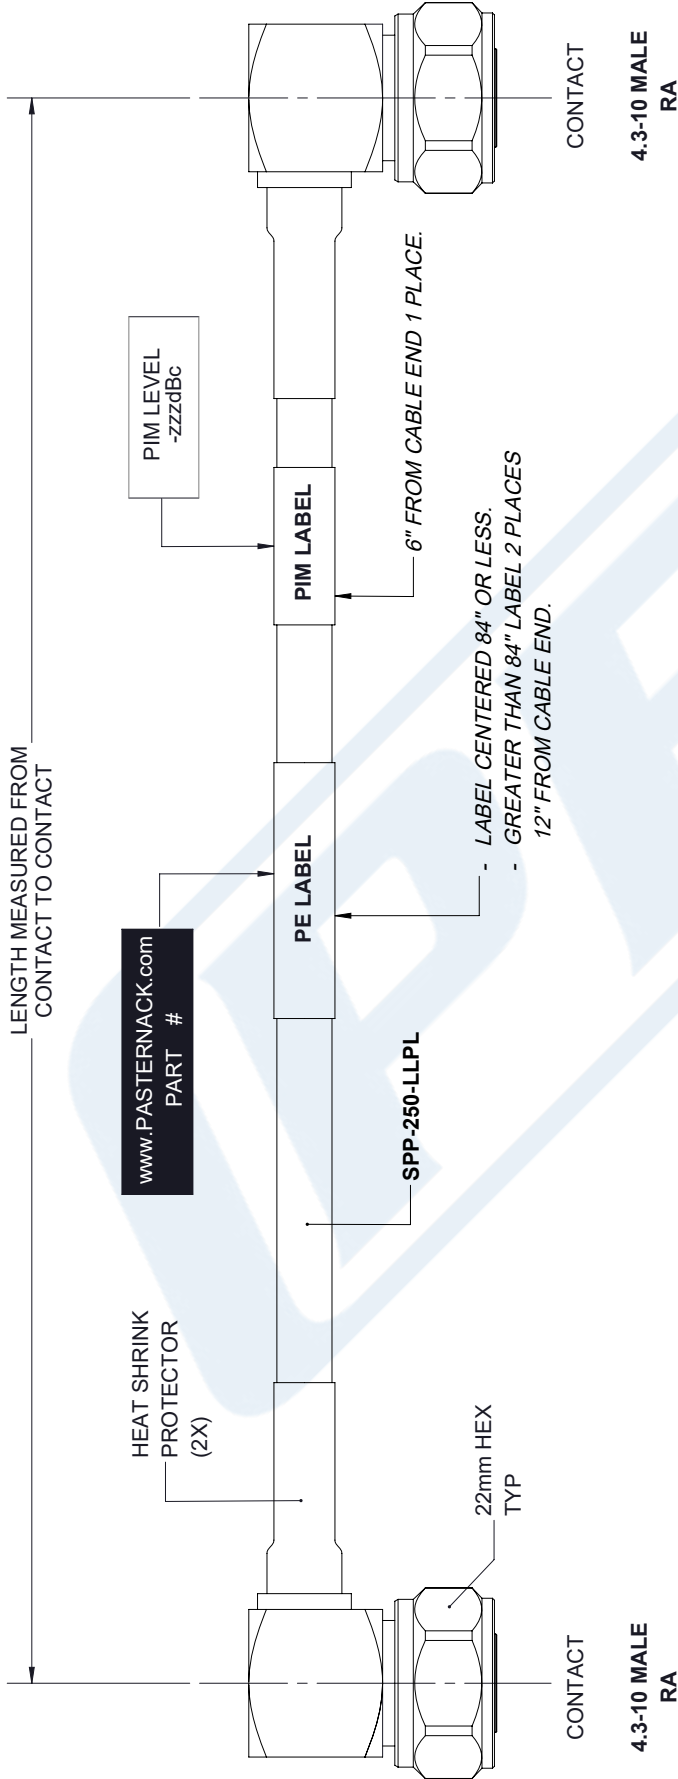 LENGTH MEASURED FROM
CONTACT TO CONTACT
HEAT SHRINK
PROTECTOR
(2X)
www.PASTERNACK.com
PART #
PIM LEVEL
-zzzdBc
PE LABEL
PIM LABEL
SPP-250-LLPL
6" FROM CABLE END 1 PLACE.
- LABEL CENTERED 84" OR LESS.
- GREATER THAN 84" LABEL 2 PLACES
12" FROM CABLE END.
22mm HEX
TYP
CONTACT
4.3-10 MALE
RA
CONTACT
4.3-10 MALE
RA